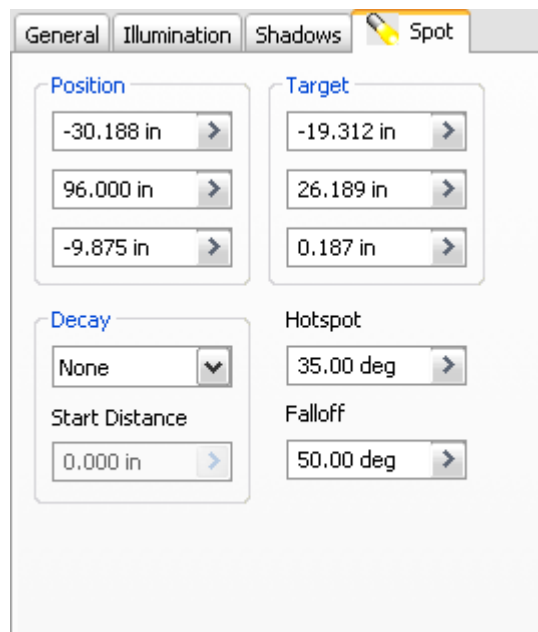 General Illumination Shadows Spot
Position Target
-30.188 in -19.312 in
96.000 in 26.189 in
-9.875 in 0.187 in
Decay Hotspot
None 35.00 deg
Start Distance Falloff
0.000 in 50.00 deg